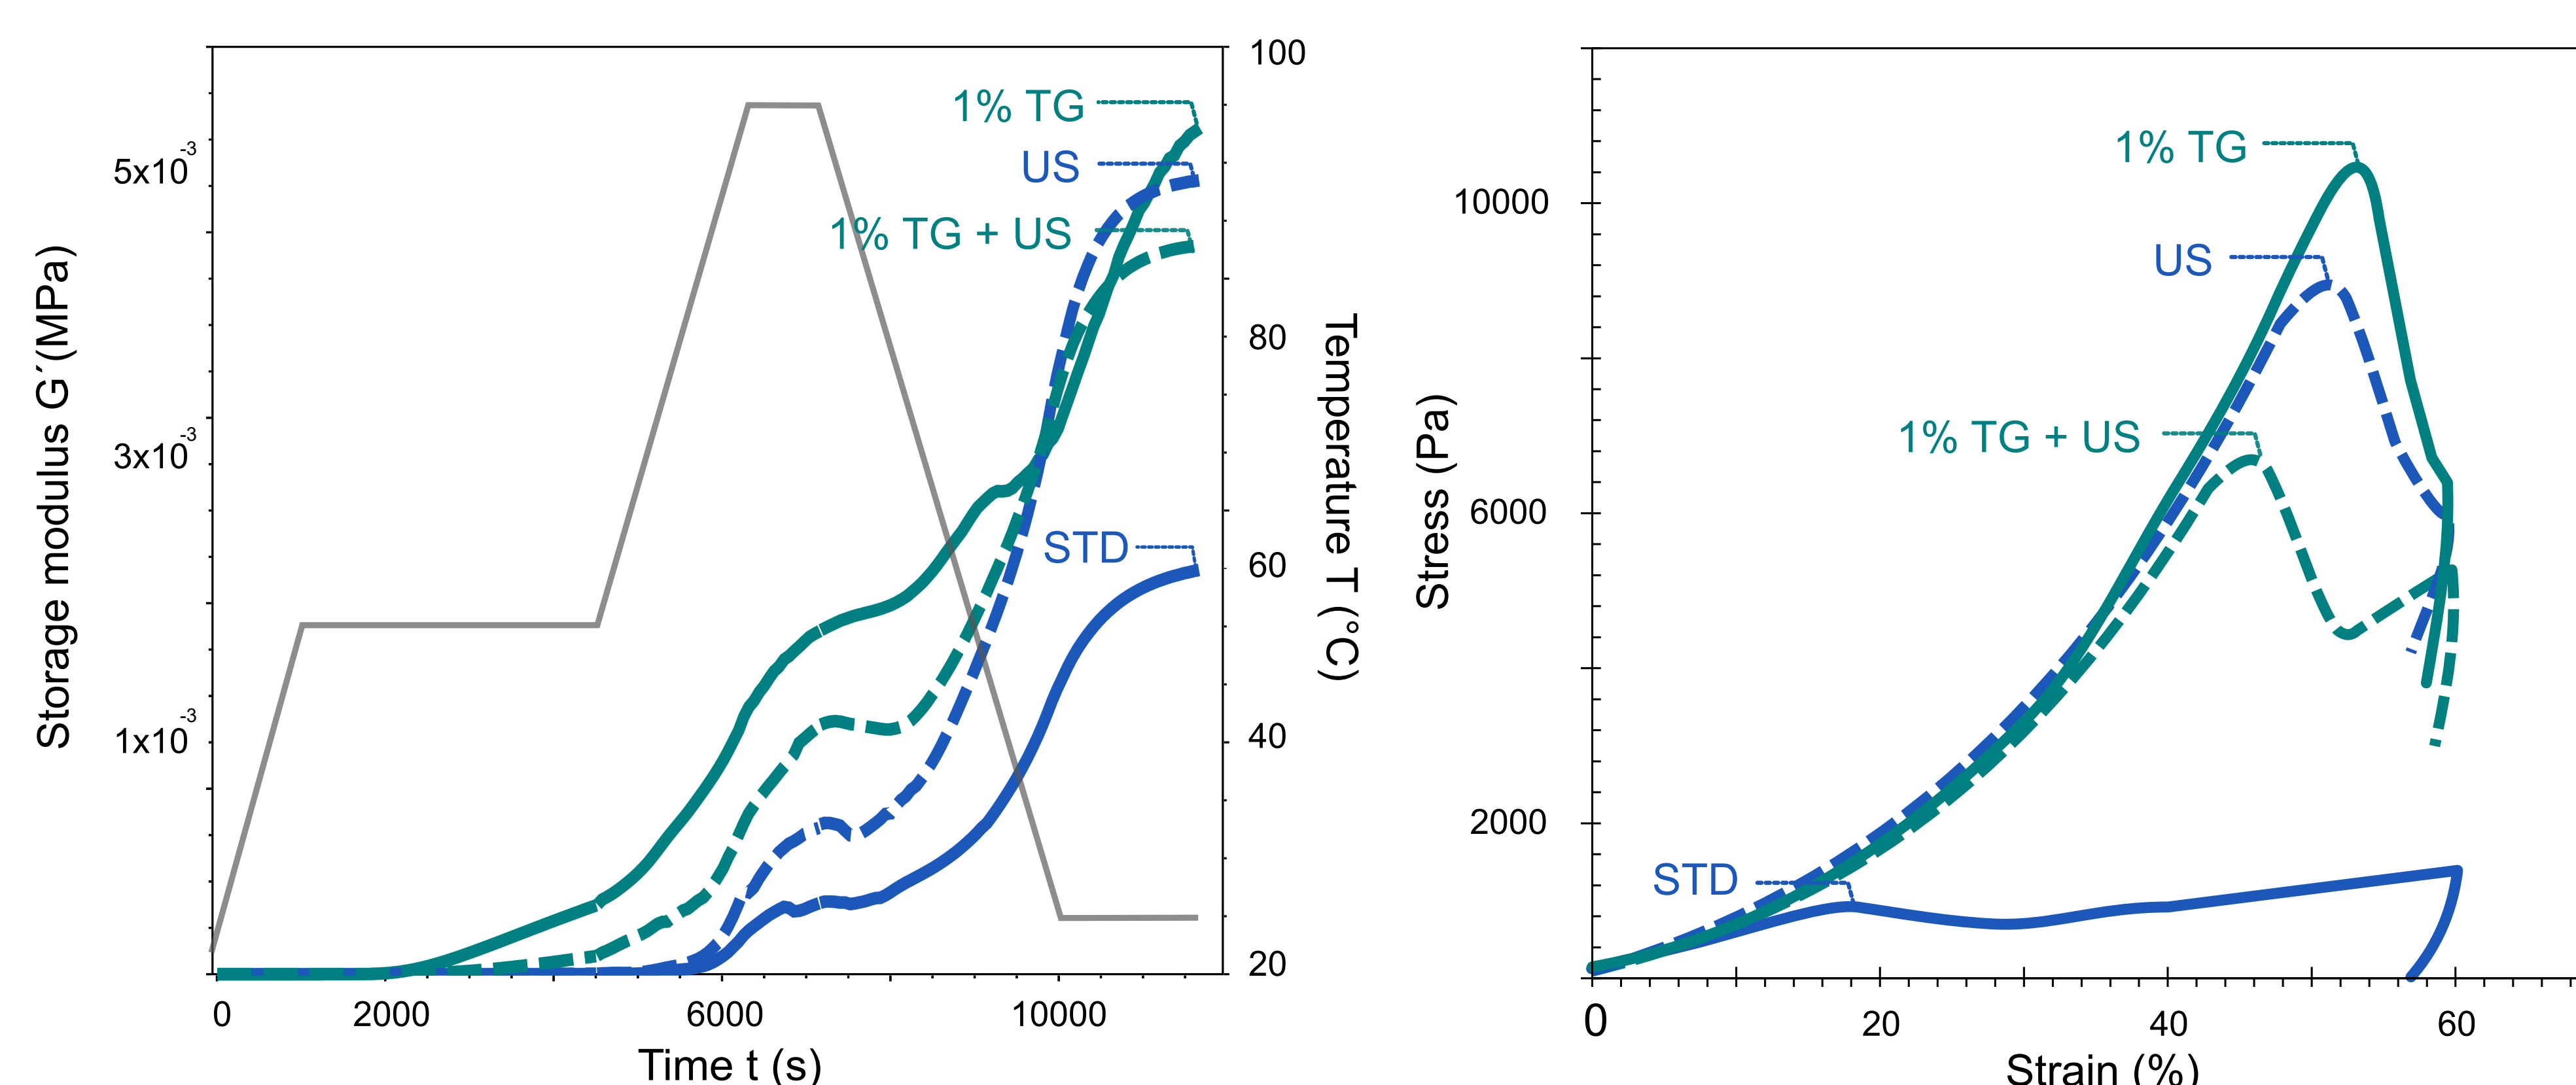 Storage modulus G´(MPa)
5x10-3
3x10-3
1x10-3
1% TG
US
1% TG + US
STD
100
80
60
40
20
Temperature T (°C)
0
2000
6000
10000
Time t (s)
Stress (Pa)
10000
6000
2000
1% TG
US
1% TG + US
STD
0
20
40
60
Strain (%)